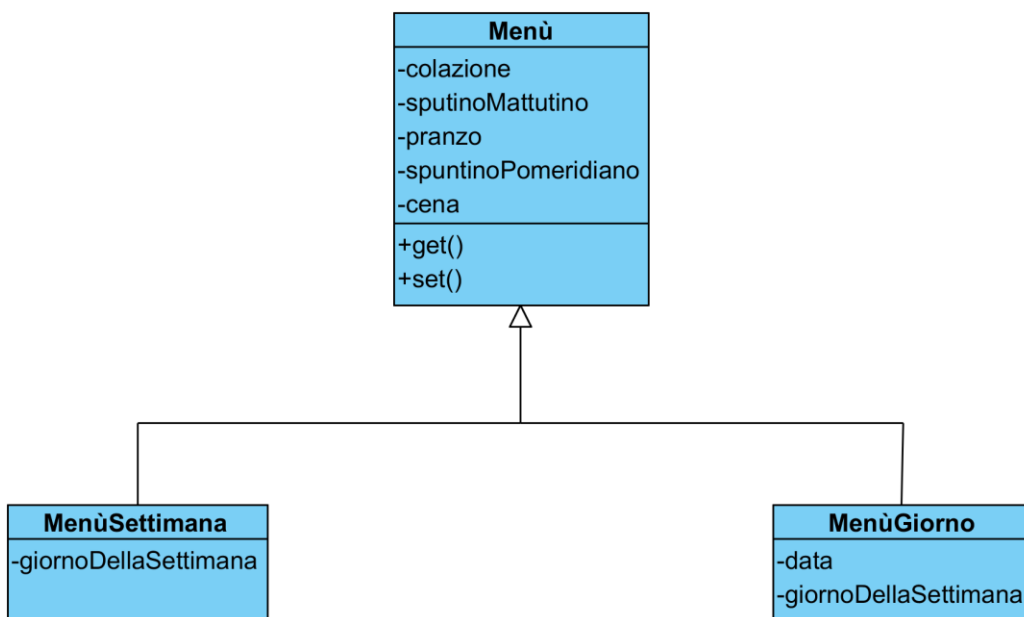 Menù
-colazione
-sputinoMattutino
-pranzo
-spuntinoPomeridiano
-cena
+get()
+set()
MenùSettimana
-giornoDellaSettimana
MenùGiorno
-data
-giornoDellaSettimana